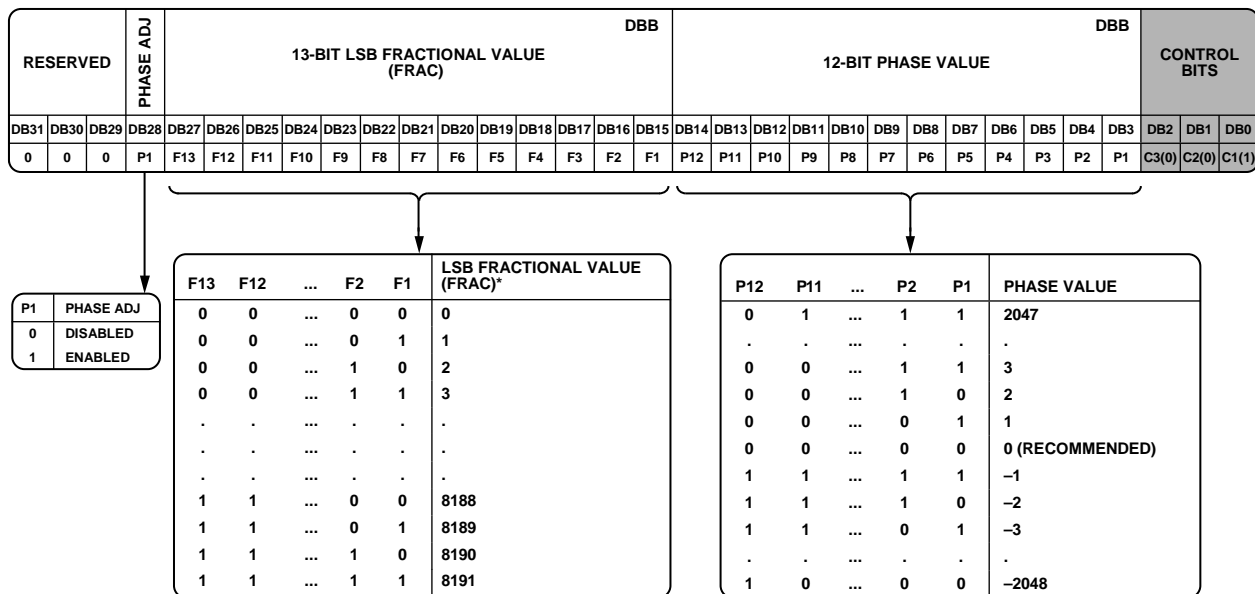 RESERVED
PHASE ADJ
DBB
13-BIT LSB FRACTIONAL VALUE
(FRAC)
DBB
12-BIT PHASE VALUE
CONTROL
BITS
DB31 DB30 DB29 DB28 DB27 DB26 DB25 DB24 DB23 DB22 DB21 DB20 DB19 DB18 DB17 DB16 DB15 DB14 DB13 DB12 DB11 DB10 DB9 DB8 DB7 DB6 DB5 DB4 DB3 DB2 DB1 DB0
0 0 0 P1 F13 F12 F11 F10 F9 F8 F7 F6 F5 F4 F3 F2 F1 P12 P11 P10 P9 P8 P7 P6 P5 P4 P3 P2 P1 C3(0) C2(0) C1(1)
P1 PHASE ADJ
0 DISABLED
1 ENABLED
F13 F12 ... F2 F1 LSB FRACTIONAL VALUE
(FRAC)*
0 0 ... 0 0 0
0 0 ... 0 1 1
0 0 ... 1 0 2
0 0 ... 1 1 3
. . ... . . .
. . ... . . .
. . ... . . .
1 1 ... 0 0 8188
1 1 ... 0 1 8189
1 1 ... 1 0 8190
1 1 ... 1 1 8191
P12 P11 ... P2 P1 PHASE VALUE
0 1 ... 1 1 2047
. . ... . . .
0 0 ... 1 1 3
0 0 ... 1 0 2
0 0 ... 0 1 1
0 0 ... 0 0 0 (RECOMMENDED)
1 1 ... 1 1 –1
1 1 ... 1 0 –2
1 1 ... 0 1 –3
. . ... . . .
1 0 ... 0 0 –2048